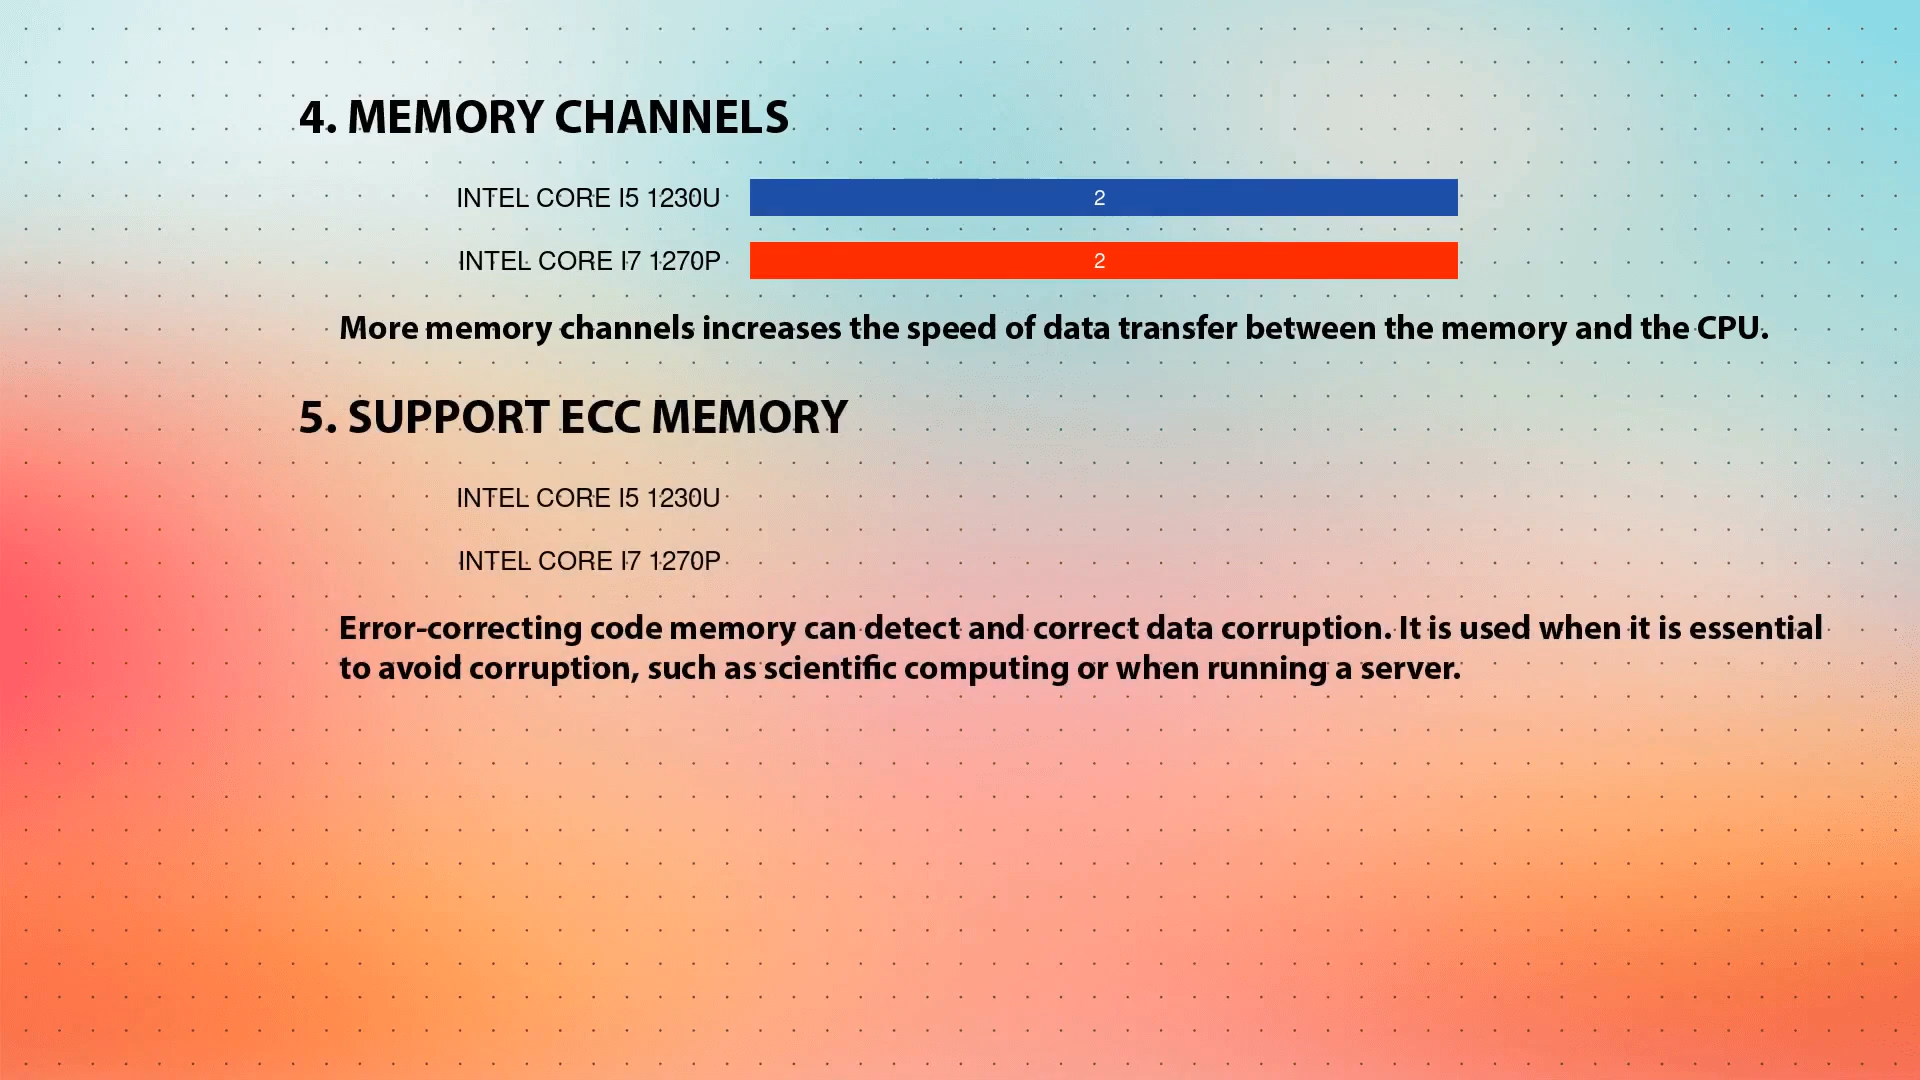 4. MEMORY CHANNELS
INTEL CORE I5 1230U
2
INTEL CORE I7 1270P
2
More memory channels increases the speed of data transfer between the memory and the CPU.
5. SUPPORT ECC MEMORY
INTEL CORE I5 1230U
INTEL CORE I7 1270P
Error-correcting code memory can detect and correct data corruption. It is used when it is essential
to avoid corruption, such as scientific computing or when running a server.